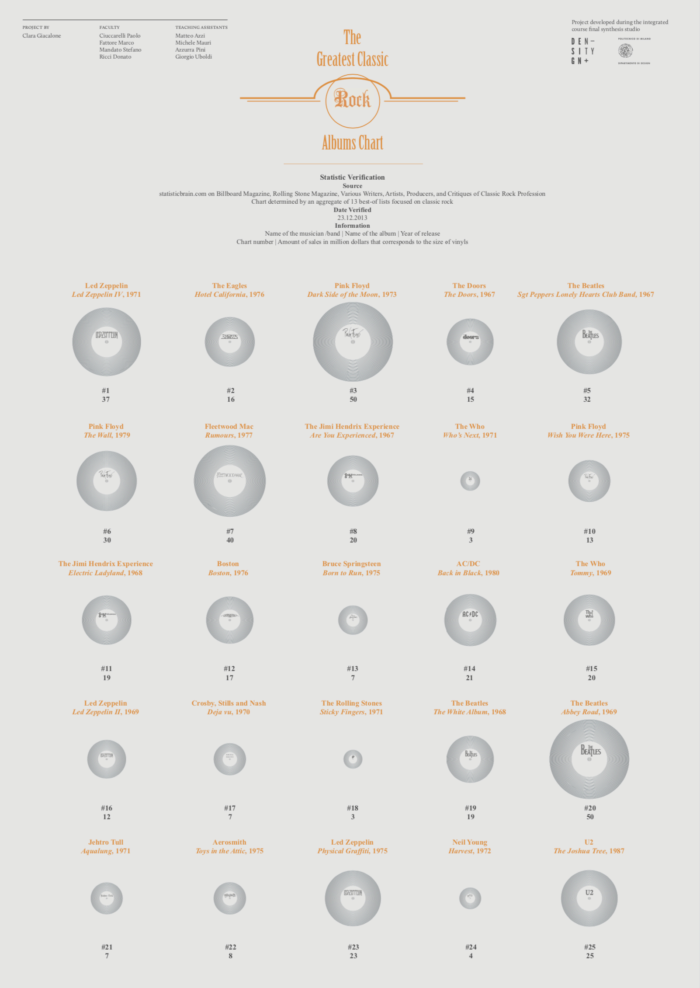 PROJECT BY
Clara Giacalone
FACULTY
Ciuccarelli Paolo
Farnore Marco
Mandato Stefano
Ricci Donato
TEACHING ASSISTANTS
Matteo Azzi
Michele Mauri
Azzurra Pini
Giorgio Uboldi
Project developed during the integrated
course final synthesis studio
DEN–
SITY
GN+
The
Greatest Classic
Rock
Albums Chart
Statistic Verification
Source
statisticbrain.com on Billboard Magazine, Rolling Stone Magazine, Various Writers, Artists, Producers, and Critiques of Classic Rock Profession
Chart determined by an aggregate of 13 best-of lists focused on classic rock
Date Verified
23.12.2013
Information
Name of the musician /band | Name of the album | Year of release
Chart number | Amount of sales in million dollars that corresponds to the size of vinyls
Led Zeppelin
Led Zeppelin IV, 1971
#1
37
The Eagles
Hotel California, 1976
#2
16
Pink Floyd
Dark Side of the Moon, 1973
#3
50
The Doors
The Doors, 1967
doors
#4
15
The Beatles
Sgt Peppers Lonely Hearts Club Band, 1967
The
BEATLES
#5
32
Pink Floyd
The Wall, 1979
#6
30
Fleetwood Mac
Rumours, 1977
#7
40
The Jimi Hendrix Experience
Are You Experienced, 1967
#8
20
The Who
Who's Next, 1971
#9
3
Pink Floyd
Wish You Were Here, 1975
#10
13
The Jimi Hendrix Experience
Electric Ladyland, 1968
#11
19
Boston
Boston, 1976
#12
17
Bruce Springsteen
Born to Run, 1975
#13
7
AC/DC
Back in Black, 1980
AC⚡DC
#14
21
The Who
Tommy, 1969
#15
20
Led Zeppelin
Led Zeppelin II, 1969
#16
12
Crosby, Stills and Nash
Deja vu, 1970
#17
7
The Rolling Stones
Sticky Fingers, 1971
#18
3
The Beatles
The White Album, 1968
Beatles
#19
19
The Beatles
Abbey Road, 1969
The
BEATLES
#20
50
Jehtro Tull
Aqualung, 1971
#21
7
Aerosmith
Toys in the Attic, 1975
#22
8
Led Zeppelin
Physical Graffiti, 1975
#23
23
Neil Young
Harvest, 1972
#24
4
U2
The Joshua Tree, 1987
U2
#25
25